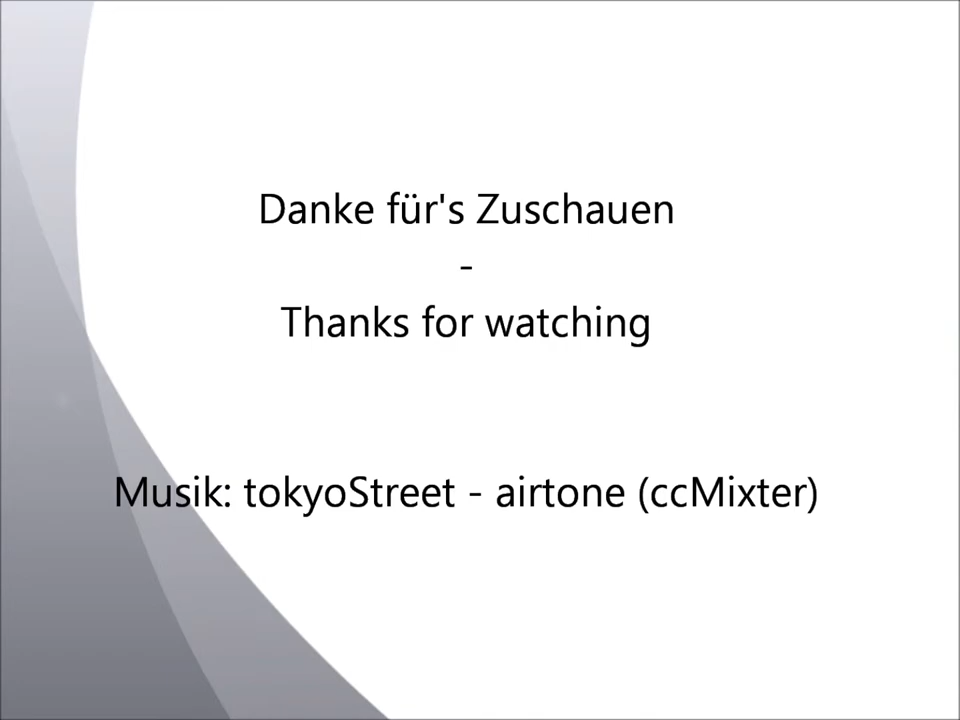 Danke für's Zuschauen
-
Thanks for watching
Musik: tokyoStreet - airtone (ccMixter)